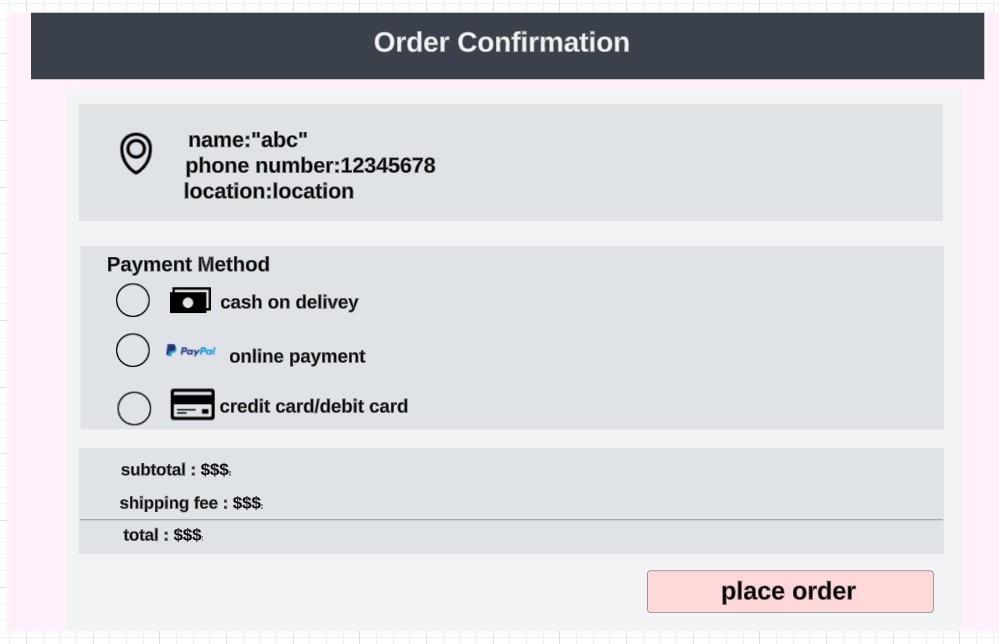 Order Confirmation
name:"abc"
phone number:12345678
location:location
Payment Method
cash on delivey
PayPal online payment
credit card/debit card
subtotal : $$$.
shipping fee : $$$.
total : $$$.
place order